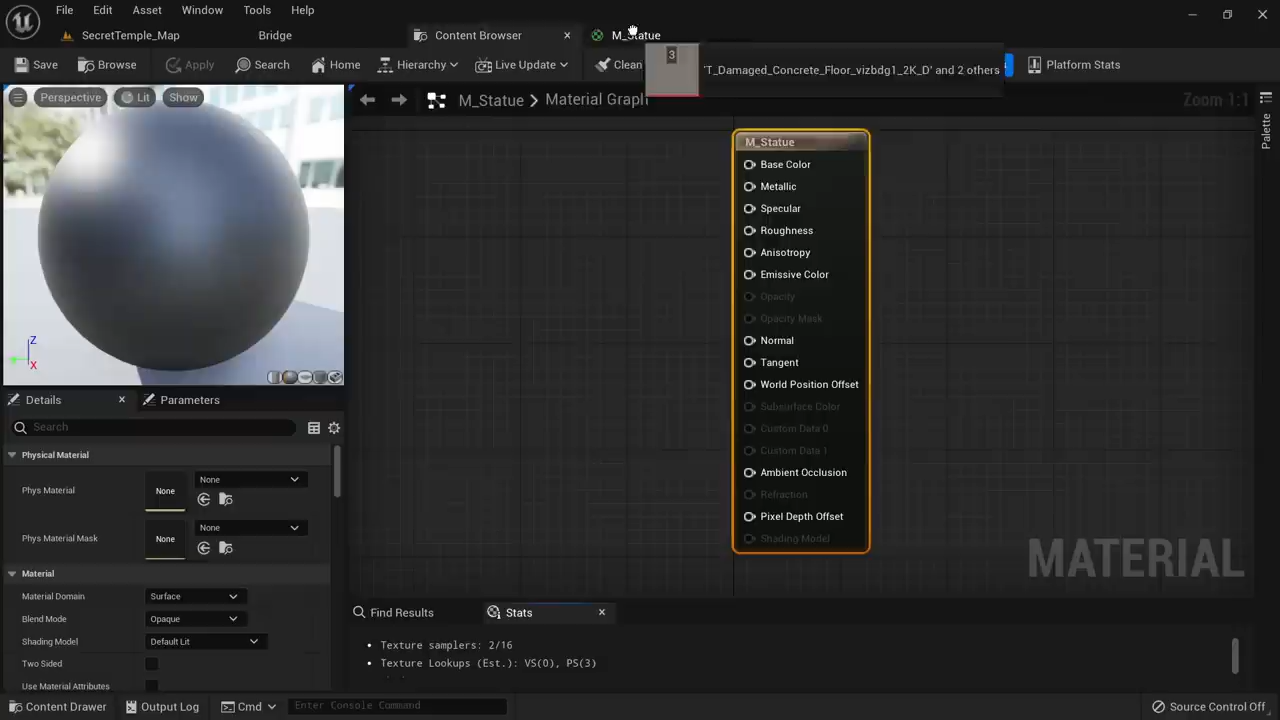 File Edit Asset Window Tools Help
SecretTemple_Map Bridge Content Browser M_Statue
Save Browse Apply Search Home Hierarchy Live Update Clean Platform Stats
3
'T_Damaged_Concrete_Floor_vizbdg1_2K_D' and 2 others
Perspective Lit Show
M_Statue Material Graph
Zoom 1:1
Palette
M_Statue
Base Color
Metallic
Specular
Roughness
Anisotropy
Emissive Color
Opacity
Opacity Mask
Normal
Tangent
World Position Offset
Subsurface Color
Custom Data 0
Custom Data 1
Ambient Occlusion
Refraction
Pixel Depth Offset
Shading Model
MATERIAL
Z
X
Details Parameters
Search
Physical Material
Phys Material None None
Phys Material Mask None None
Material
Material Domain Surface
Blend Mode Opaque
Shading Model Default Lit
Two Sided
Use Material Attributes
Find Results Stats
Texture samplers: 2/16
Texture Lookups (Est.): VS(0), PS(3)
Content Drawer Output Log Cmd Enter Console Command Source Control Off